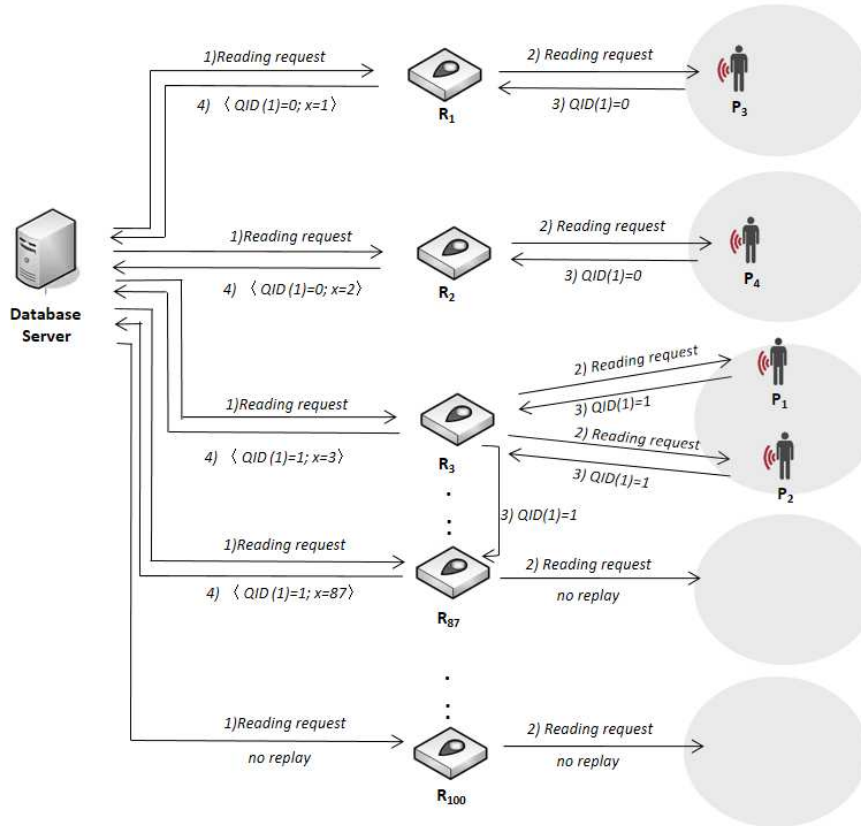 1)Reading request
2) Reading request
4) 〈 QID (1)=0; x=1〉
3) QID(1)=0
R1
P3
1)Reading request
2) Reading request
4) 〈 QID (1)=0; x=2〉
3) QID(1)=0
R2
P4
Database
Server
2) Reading request
1)Reading request
3) QID(1)=1
P1
2) Reading request
4) 〈 QID (1)=1; x=3〉
R3
3) QID(1)=1
P2
3) QID(1)=1
1)Reading request
2) Reading request
4) 〈 QID (1)=1; x=87〉
no replay
R87
1)Reading request
2) Reading request
no replay
no replay
R100